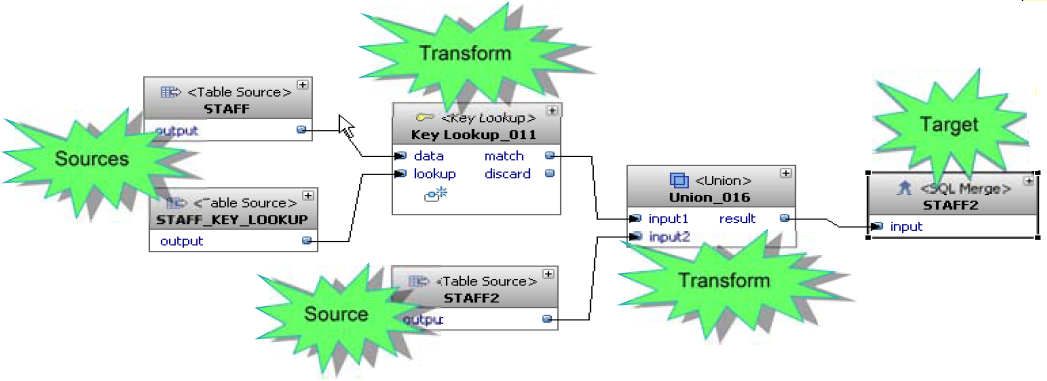 Transform
<Table Source>
STAFF
output
Sources
<Key Lookup>
Key Lookup_011
data match
lookup discard
Target
<Table Source>
STAFF_KEY_LOOKUP
output
<Union>
Union_016
input1 result
input2
<SQL Merge>
STAFF2
input
Transform
<Table Source>
STAFF2
output
Source